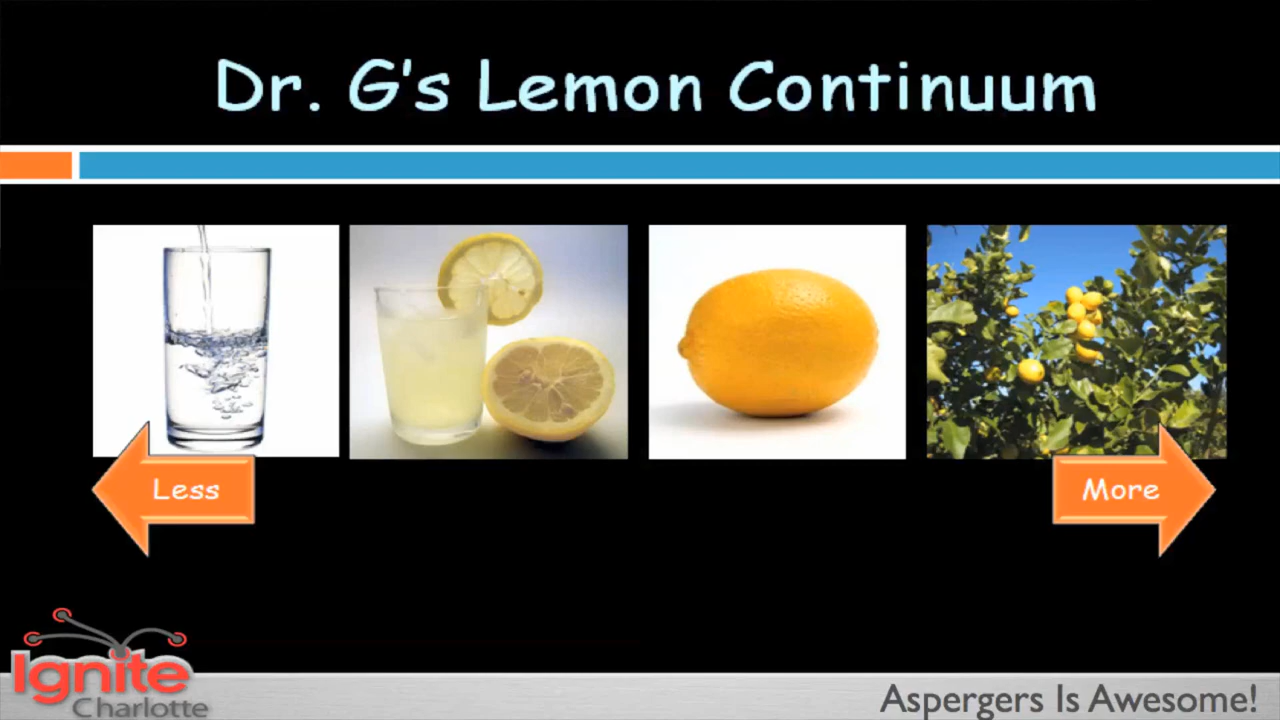 Dr. G's Lemon Continuum
Less
More
Ignite
Charlotte
Aspergers Is Awesome!